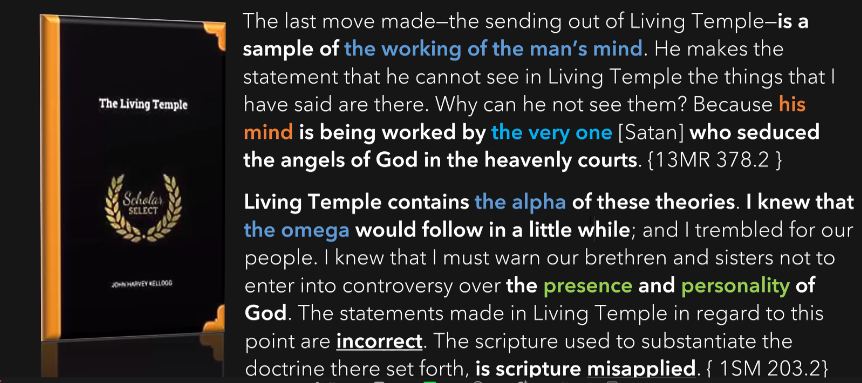 The Living Temple
Scholar
SELECT
JOHN HARVEY KELLOGG
The last move made—the sending out of Living Temple—is a
sample of the working of the man’s mind. He makes the
statement that he cannot see in Living Temple the things that I
have said are there. Why can he not see them? Because his
mind is being worked by the very one [Satan] who seduced
the angels of God in the heavenly courts. {13MR 378.2 }
Living Temple contains the alpha of these theories. I knew that
the omega would follow in a little while; and I trembled for our
people. I knew that I must warn our brethren and sisters not to
enter into controversy over the presence and personality of
God. The statements made in Living Temple in regard to this
point are incorrect. The scripture used to substantiate the
doctrine there set forth, is scripture misapplied. { 1SM 203.2}